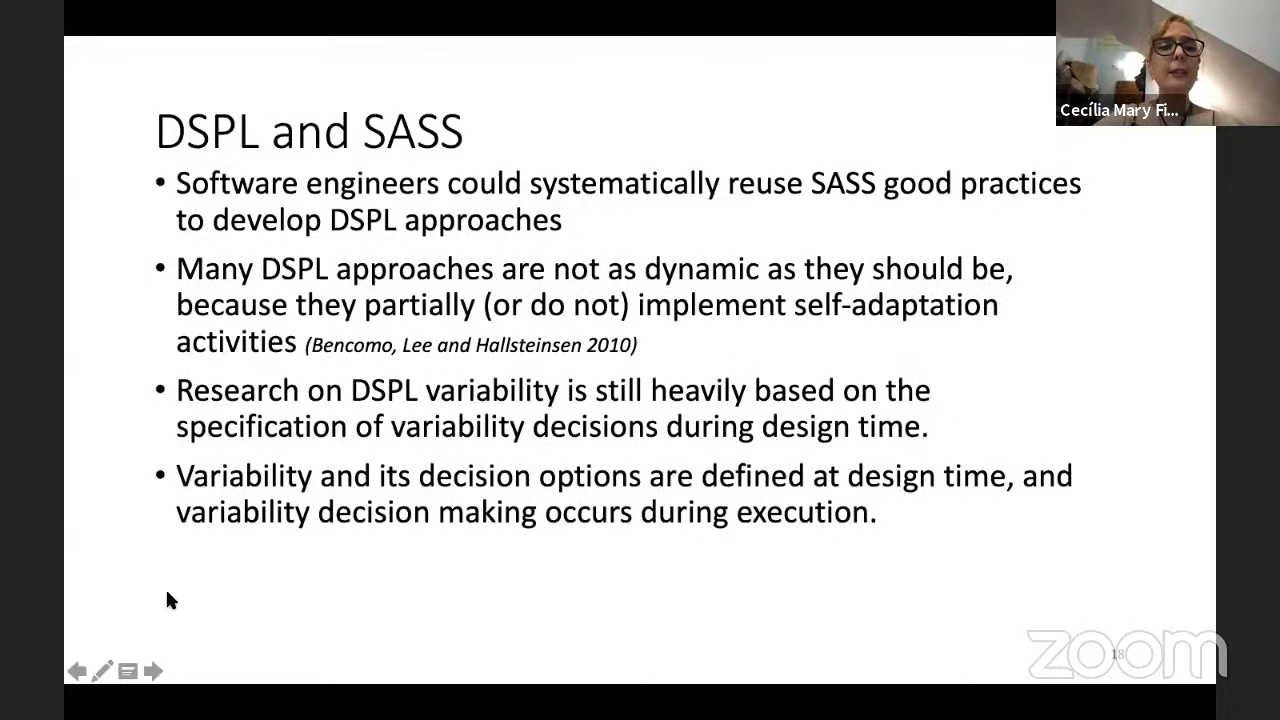 Cecília Mary Fi...
DSPL and SASS
• Software engineers could systematically reuse SASS good practices
to develop DSPL approaches
• Many DSPL approaches are not as dynamic as they should be,
because they partially (or do not) implement self-adaptation
activities (Bencomo, Lee and Hallsteinsen 2010)
• Research on DSPL variability is still heavily based on the
specification of variability decisions during design time.
• Variability and its decision options are defined at design time, and
variability decision making occurs during execution.
18
zoom